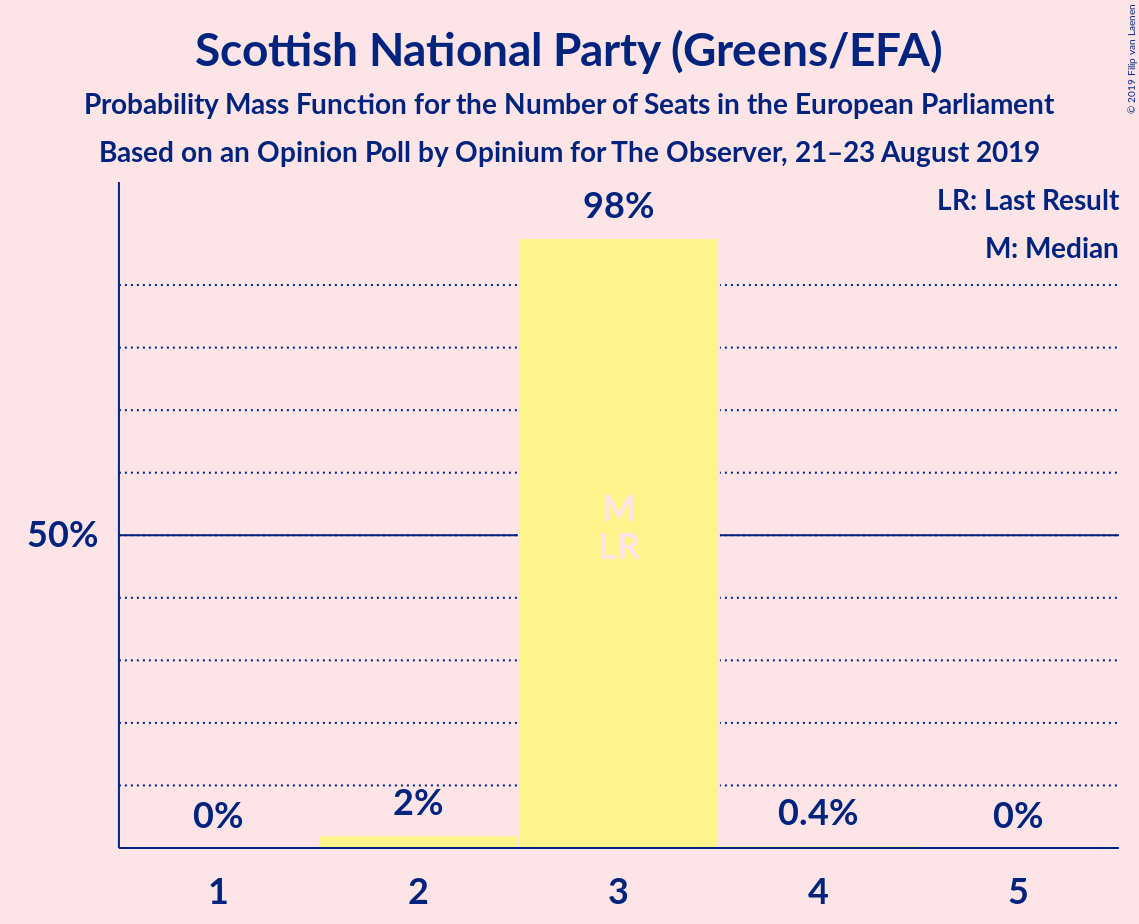 Scottish National Party (Greens/EFA)
Probability Mass Function for the Number of Seats in the European Parliament
Based on an Opinion Poll by Opinium for The Observer, 21–23 August 2019
© 2019 Filip van Laenen
LR: Last Result
M: Median
98%
50%
M
LR
0%
2%
0.4%
0%
1
2
3
4
5